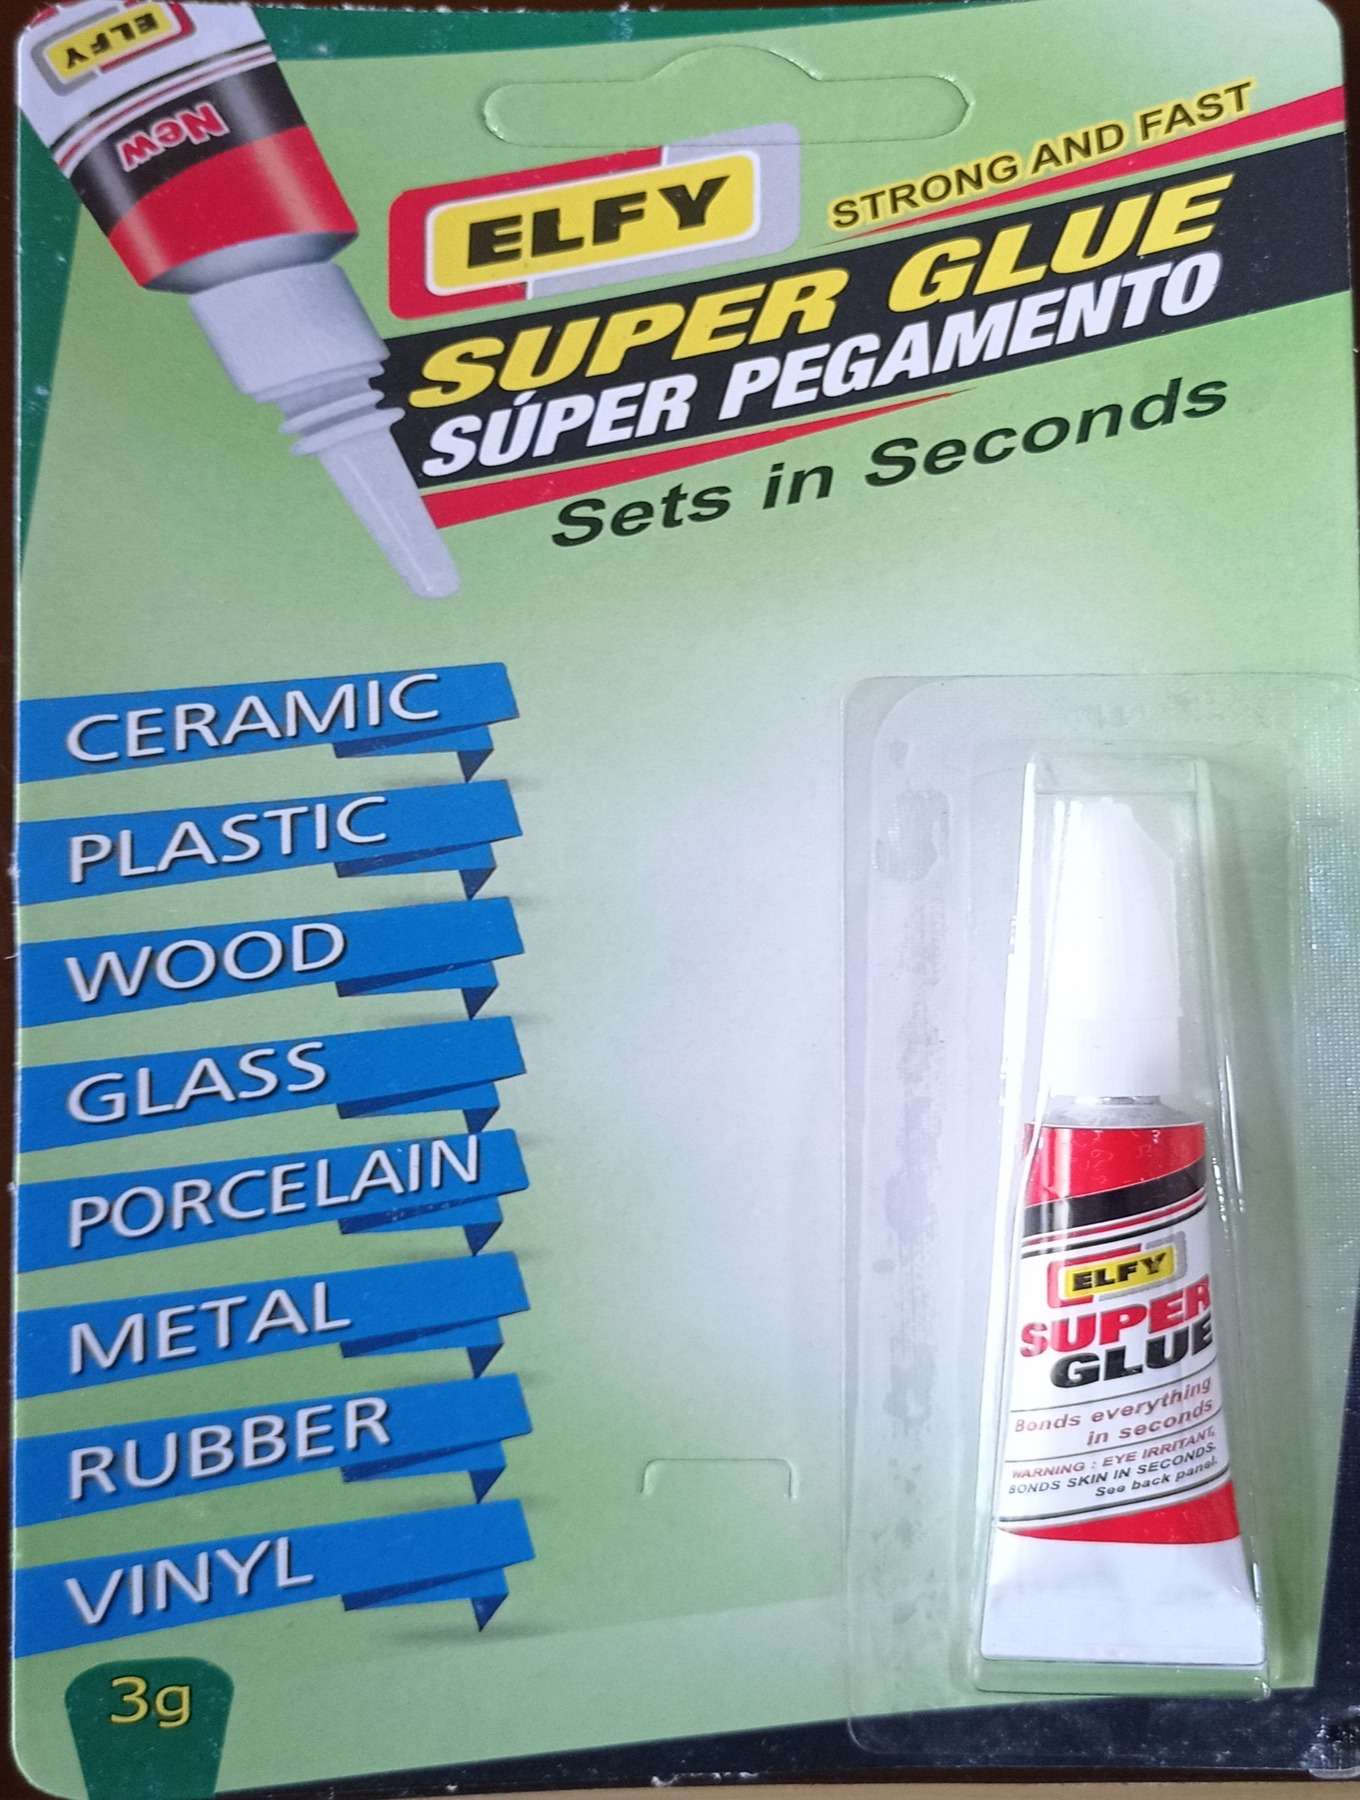 ELFY
New
ELFY
STRONG AND FAST
SUPER GLUE
SÚPER PEGAMENTO
Sets in Seconds
CERAMIC
PLASTIC
WOOD
GLASS
PORCELAIN
METAL
RUBBER
VINYL
3g
ELFY
SUPER
GLUE
Bonds everything
in seconds
WARNING : EYE IRRITANT,
BONDS SKIN IN SECONDS.
See back panel.